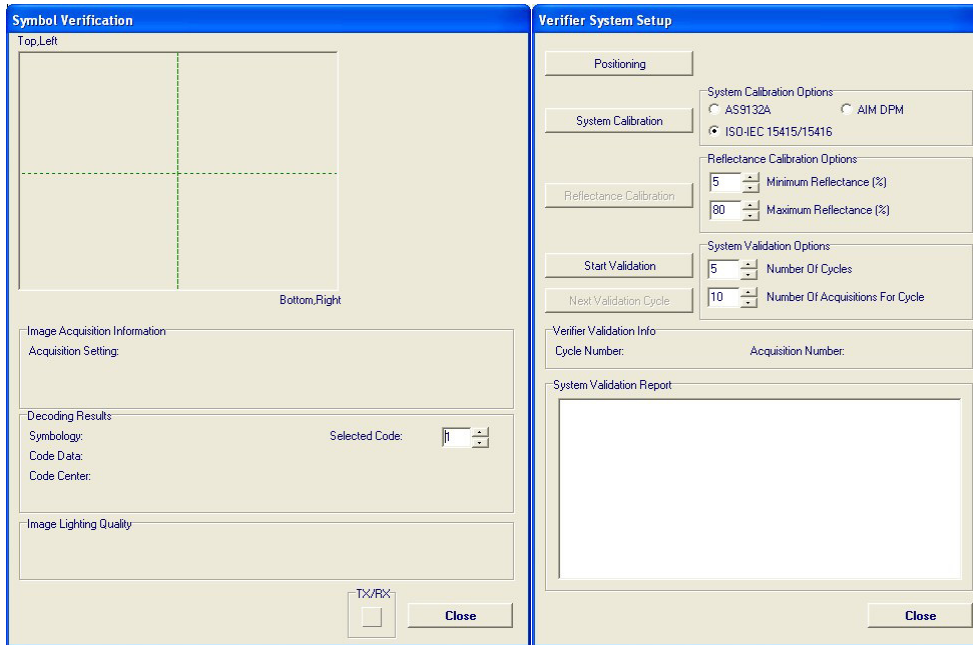 Symbol Verification
Top,Left
Bottom,Right
Image Acquisition Information
Acquisition Setting:
Decoding Results
Symbology:
Selected Code: 1
Code Data:
Code Center:
Image Lighting Quality
TX/RX
Close
Verifier System Setup
Positioning
System Calibration
System Calibration Options
AS9132A AIM DPM
ISO-IEC 15415/15416
Reflectance Calibration
Reflectance Calibration Options
5 Minimum Reflectance (%)
80 Maximum Reflectance (%)
Start Validation
Next Validation Cycle
System Validation Options
5 Number Of Cycles
10 Number Of Acquisitions For Cycle
Verifier Validation Info
Cycle Number: Acquisition Number:
System Validation Report
Close